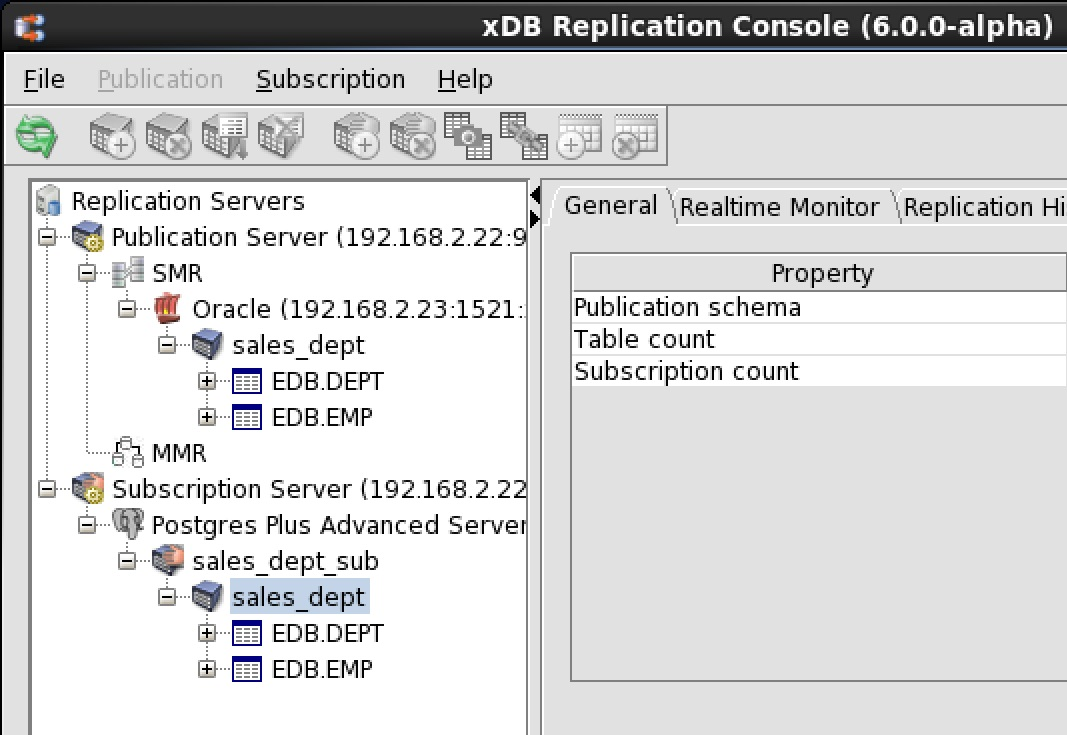 xDB Replication Console (6.0.0-alpha)
File Publication Subscription Help
Replication Servers
Publication Server (192.168.2.22:9
SMR
Oracle (192.168.2.23:1521:
sales_dept
EDB.DEPT
EDB.EMP
MMR
Subscription Server (192.168.2.22
Postgres Plus Advanced Server
sales_dept_sub
sales_dept
EDB.DEPT
EDB.EMP
General Realtime Monitor Replication Hi
Property
Publication schema
Table count
Subscription count